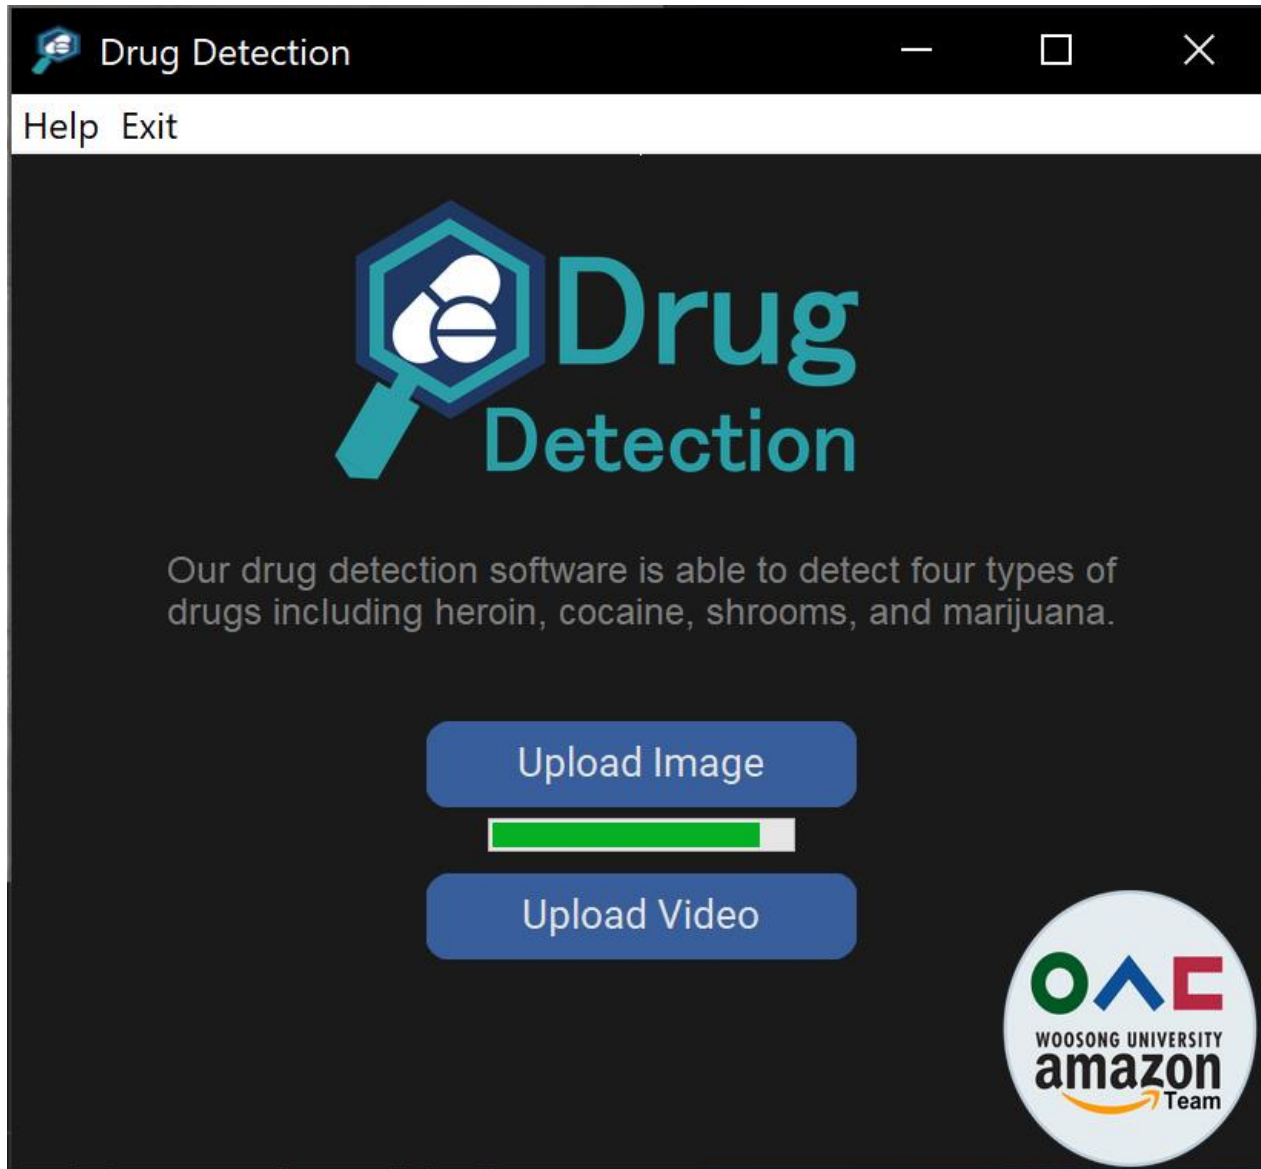 Drug Detection
Help Exit
Drug
Detection
Our drug detection software is able to detect four types of
drugs including heroin, cocaine, shrooms, and marijuana.
Upload Image
Upload Video
WOOSONG UNIVERSITY
amazon
Team